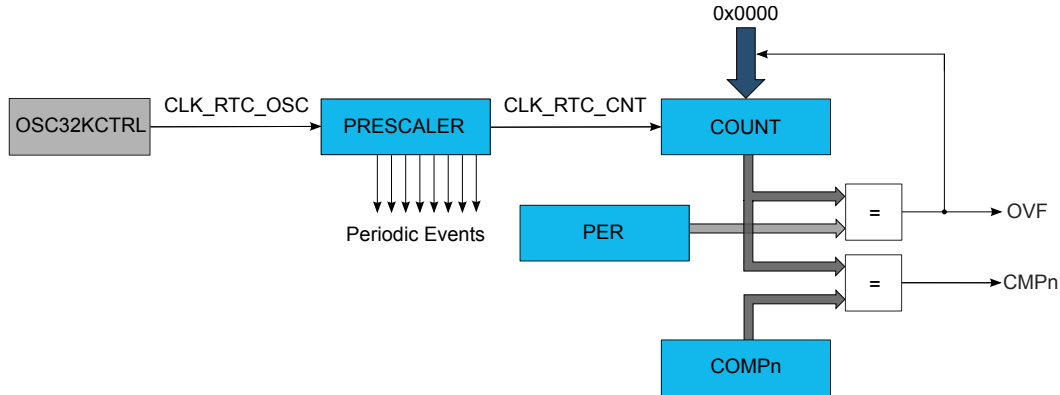 0x0000
CLK_RTC_OSC
CLK_RTC_CNT
OSC32KCTRL
PRESCALER
COUNT
Periodic Events
PER
=
OVF
=
CMPn
COMPn